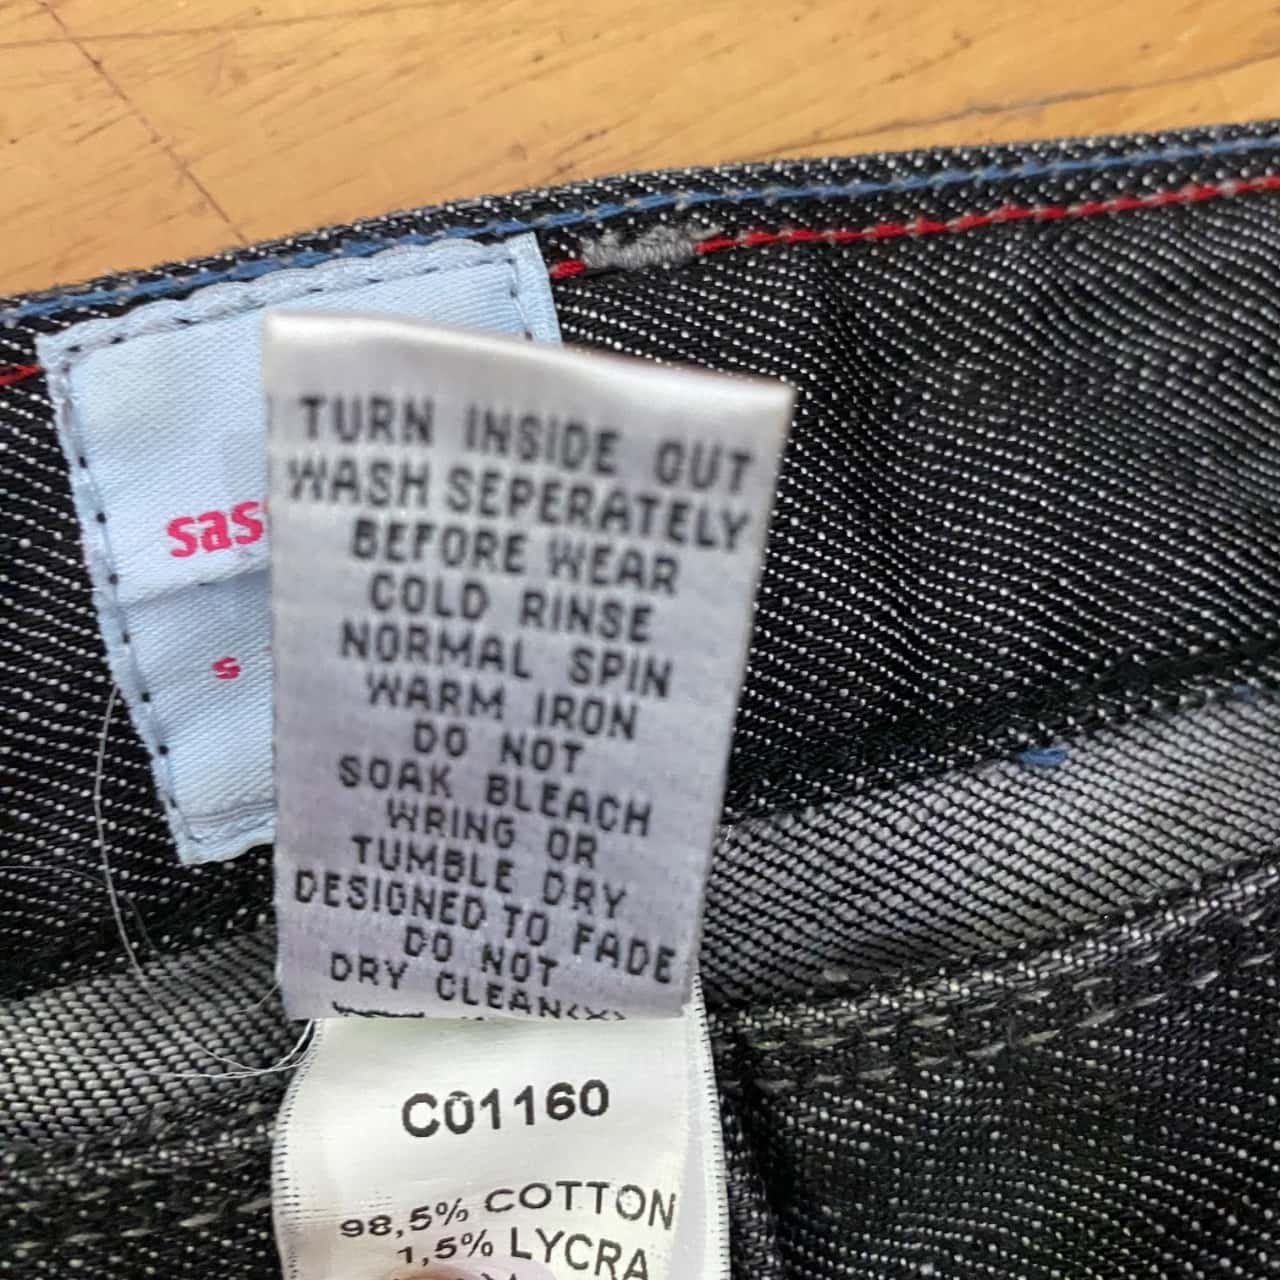 sas
s
TURN INSIDE OUT
WASH SEPERATELY
BEFORE WEAR
COLD RINSE
NORMAL SPIN
WARM IRON
DO NOT
SOAK BLEACH
WRING OR
TUMBLE DRY
DESIGNED TO FADE
DO NOT
DRY CLEAN(X)
C01160
98,5% COTTON
1,5% LYCRA